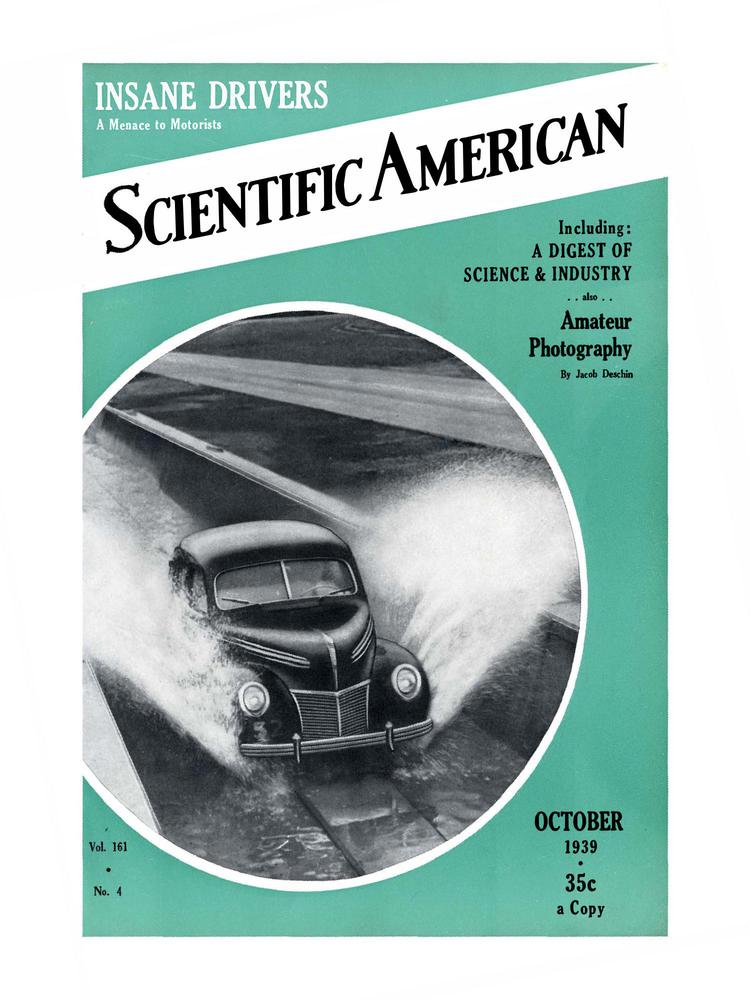 INSANE DRIVERS
A Menace to Motorists
SCIENTIFIC AMERICAN
Including:
A DIGEST OF
SCIENCE & INDUSTRY
. . also . .
Amateur
Photography
By Jacob Deschin
Vol. 161
•
No. 4
OCTOBER
1939
•
35c
a Copy